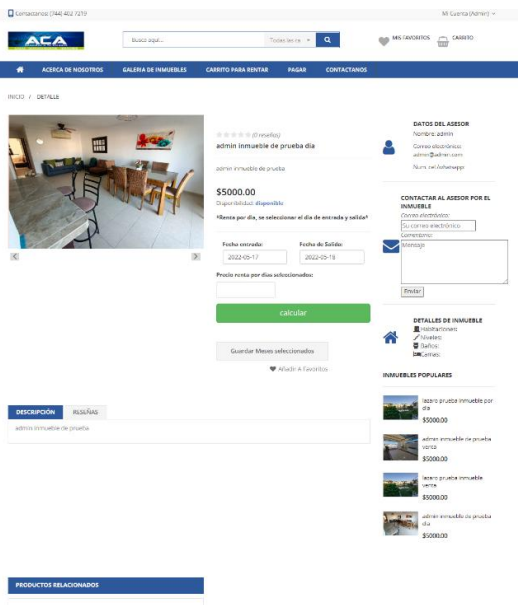 Contactanos: (744) 402 7219
Mi Cuenta (Admin)
ACA
busco aqui...
Todas las ca
MIS FAVORITOS
CARRITO
ACERCA DE NOSOTROS
GALERIA DE INMUEBLES
CARRITO PARA RENTAR
PAGAR
CONTACTANOS
INICIO / DETALLE
(0 reseñas)
admin inmueble de prueba dia
admin inmueble de prueba
$5000.00
Disponibilidad: disponible
*Renta por dia, se seleccionar el dia de entrada y salida*
Fecha entrada:
Fecha de Salida:
2022-05-17
2022-05-18
Precio renta por dias seleccionados:
calcular
Guardar Meses seleccionados
Añadir A Favoritos
DATOS DEL ASESOR
Nombre: admin
Correo electrónico:
admin@admin.com
Num. cel/whatsapp:
CONTACTAR AL ASESOR POR EL
INMUEBLE
Correo electrónico:
Su correo electrónico
Comentario:
Mensaje
Enviar
DETALLES DE INMUEBLE
Habitaciones:
Niveles:
Baños:
Camas:
INMUEBLES POPULARES
lazaro prueba inmueble por
dia
$5000.00
admin inmueble de prueba
venta
$5000.00
lazaro prueba inmueble
venta
$5000.00
admin inmueble de prueba
dia
$5000.00
DESCRIPCIÓN
RESEÑAS
admin inmueble de prueba
PRODUCTOS RELACIONADOS